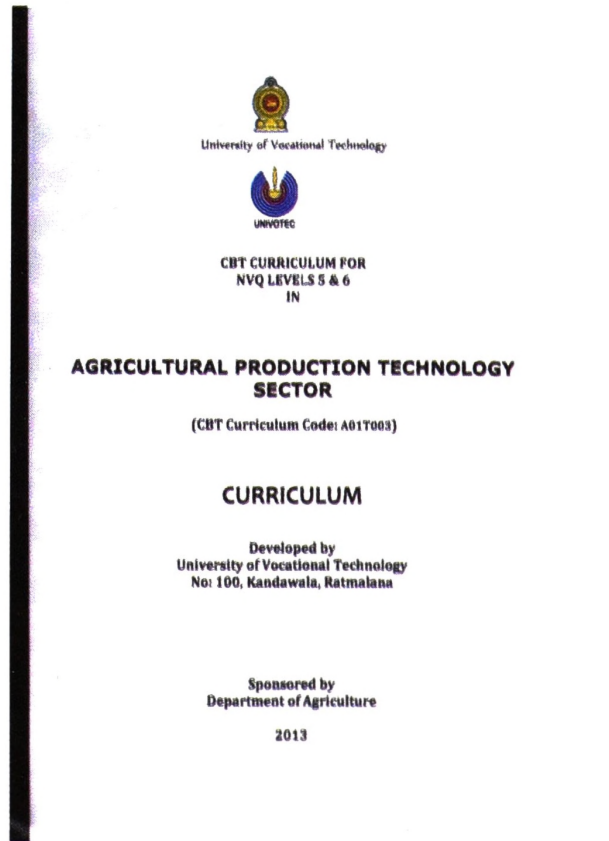 University of Vocational Technology
UNIVOTEC
CBT CURRICULUM FOR
NVQ LEVELS 5 & 6
IN
AGRICULTURAL PRODUCTION TECHNOLOGY
SECTOR
(CBT Curriculum Code: A01T003)
CURRICULUM
Developed by
University of Vocational Technology
No: 100, Kandawala, Ratmalana
Sponsored by
Department of Agriculture
2013